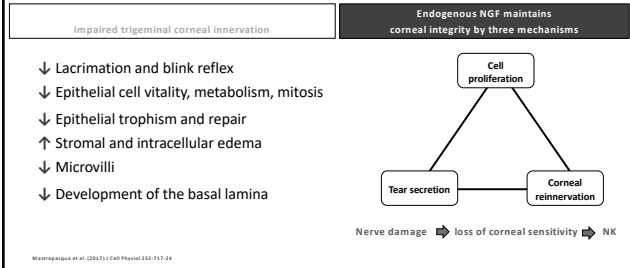 impaired trigeminal corneal innervation
↓ Lacrimation and blink reflex
↓ Epithelial cell vitality, metabolism, mitosis
↓ Epithelial trophism and repair
↑ Stromal and intracellular edema
↓ Microvilli
↓ Development of the basal lamina
Endogenous NGF maintains
corneal integrity by three mechanisms
Cell
proliferation
Tear secretion
Corneal
reinnervation
Nerve damage ➡ loss of corneal sensitivity ➡ NK
Mastropasqua et al. (2017) J Cell Physiol 232:717-24